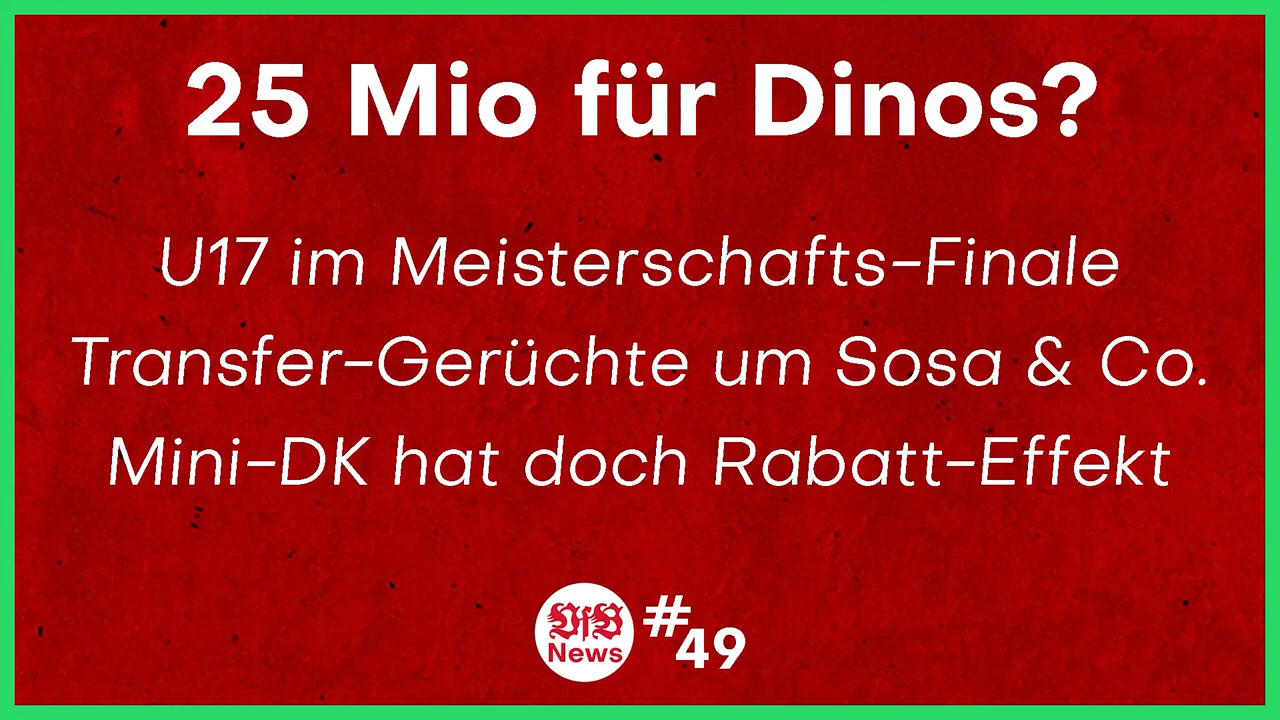 25 Mio für Dinos?
U17 im Meisterschafts-Finale
Transfer-Gerüchte um Sosa & Co.
Mini-DK hat doch Rabatt-Effekt
VfB
News
#49